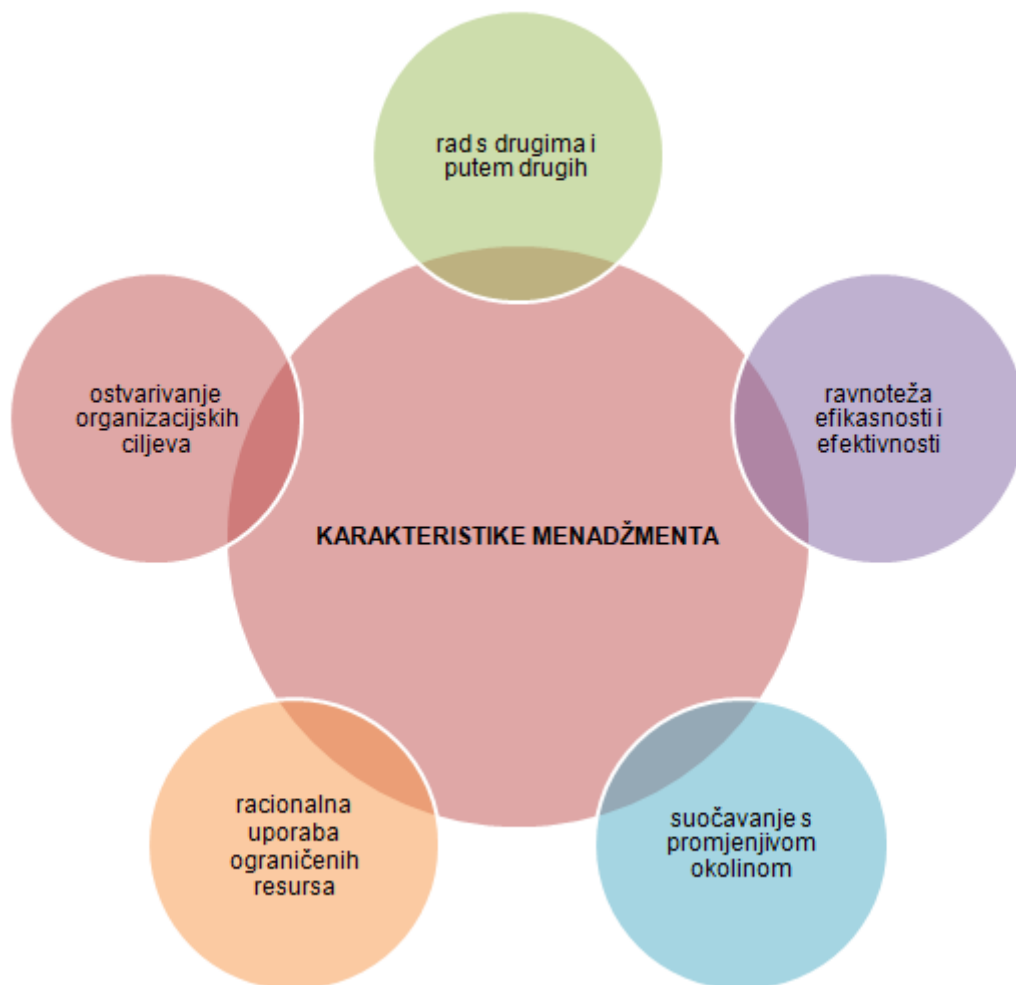 rad s drugima i
putem drugih
ravnoteža
efikasnosti i
efektivnosti
suočavanje s
promjenjivom
okolinom
racionalna
uporaba
ograničenih
resursa
ostvarivanje
organizacijskih
ciljeva
KARAKTERISTIKE MENADŽMENTA